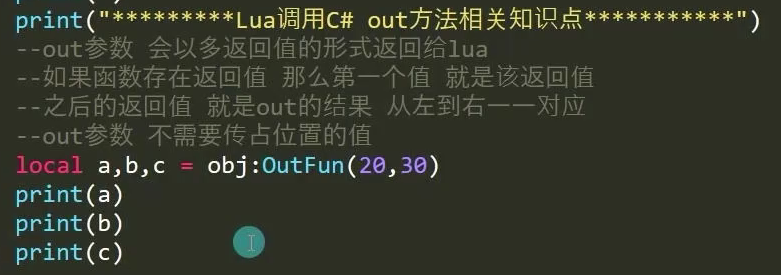 print("*********Lua调用C# out方法相关知识点***********")
--out参数 会以多返回值的形式返回给lua
--如果函数存在返回值 那么第一个值 就是该返回值
--之后的返回值 就是out的结果 从左到右一一对应
--out参数 不需要传占位置的值
local a,b,c = obj:OutFun(20,30)
print(a)
print(b)
print(c)